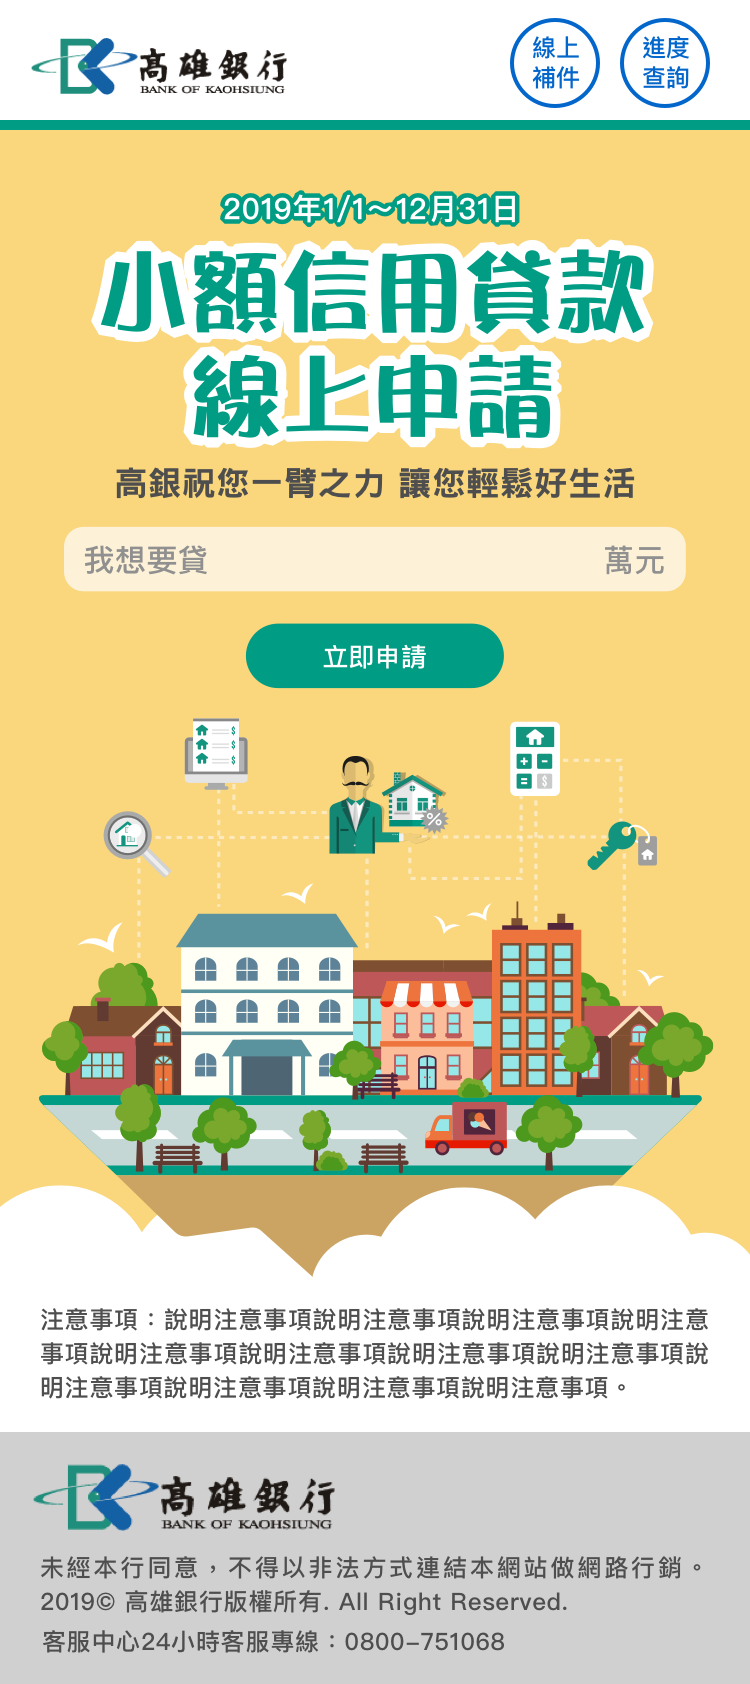 高雄銀行
BANK OF KAOHSIUNG
線上
補件
進度
查詢
2019年1/1～12月31日
小額信用貸款
線上申請
高銀祝您一臂之力 讓您輕鬆好生活
我想要貸 萬元
立即申請
$
$
$
%
+ -
= $
注意事項：說明注意事項說明注意事項說明注意事項說明注意
事項說明注意事項說明注意事項說明注意事項說明注意事項說
明注意事項說明注意事項說明注意事項說明注意事項。
高雄銀行
BANK OF KAOHSIUNG
未經本行同意，不得以非法方式連結本網站做網路行銷。
2019© 高雄銀行版權所有. All Right Reserved.
客服中心24小時客服專線：0800-751068